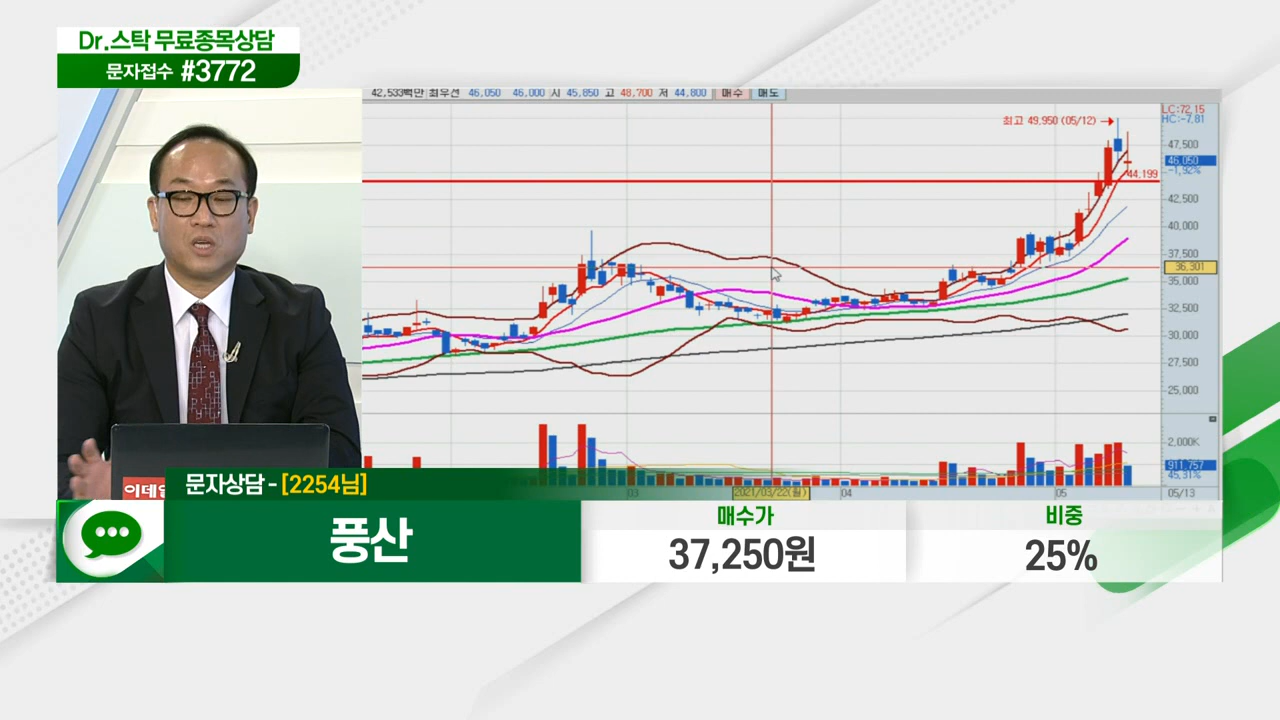 Dr.스탁 무료종목상담
문자접수 #3772
42,533백만 최우선 46,050 46,000 시 45,850 고 48,700 저 44,800 매수 매도
최고 49,950 (05/12) →
LC:72,15
HC:-7,81
47,500
46,050
-1,92%
44,199
42,500
40,000
37,500
36,301
35,000
32,500
30,000
27,500
25,000
2,000K
911,757
45,31%
03
2021/03/22(월)
04
05
05/13
이데일
문자상담 - [2254님]
풍산
매수가
37,250원
비중
25%